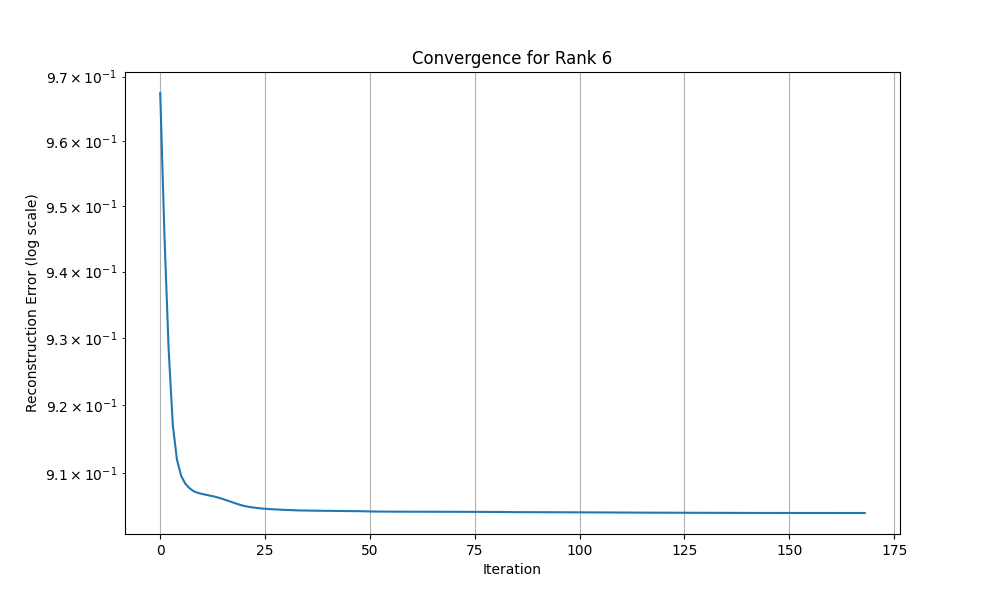 Convergence for Rank 6
Reconstruction Error (log scale)
9.7 × 10⁻¹
9.6 × 10⁻¹
9.5 × 10⁻¹
9.4 × 10⁻¹
9.3 × 10⁻¹
9.2 × 10⁻¹
9.1 × 10⁻¹
0 25 50 75 100 125 150 175
Iteration